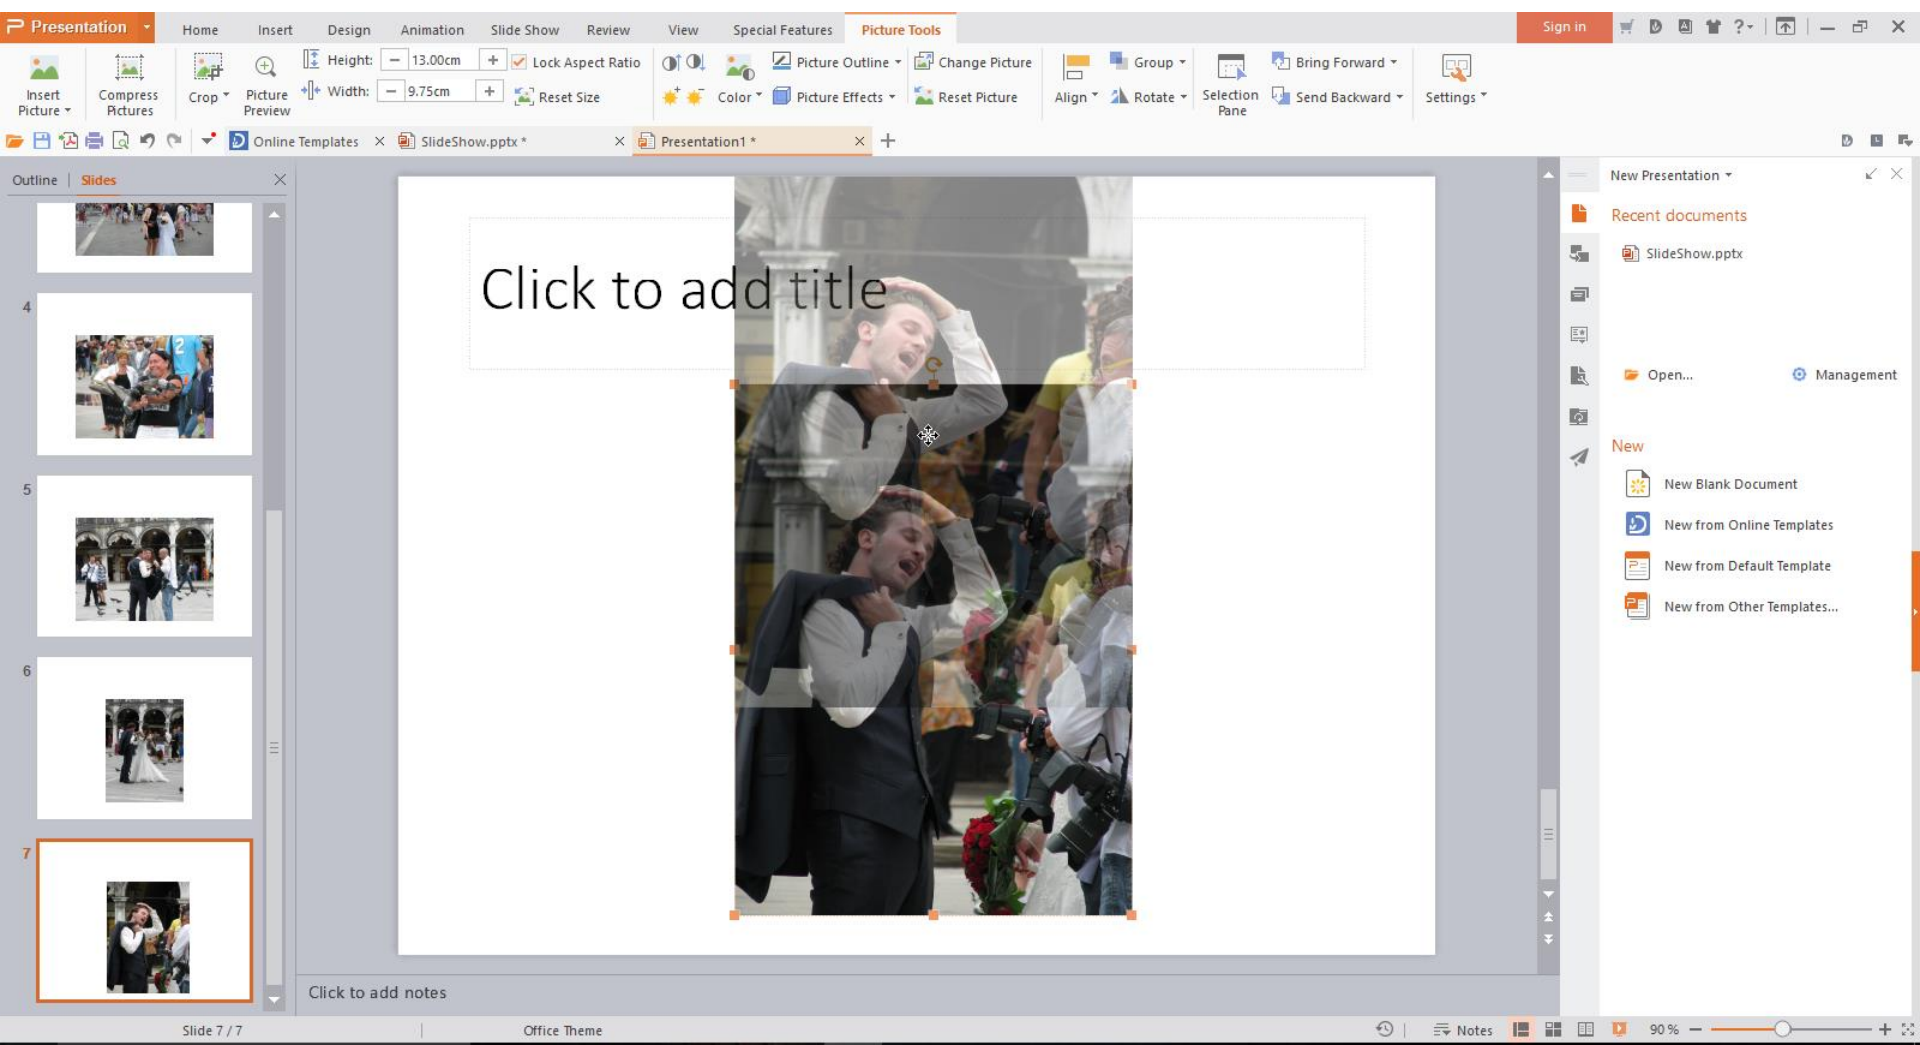 Presentation
Home Insert Design Animation Slide Show Review View Special Features Picture Tools
Sign in
Insert Picture
Compress Pictures
Crop
Picture Preview
Height: 13.00cm
Width: 9.75cm
Lock Aspect Ratio
Reset Size
Color
Picture Outline
Picture Effects
Change Picture
Reset Picture
Align
Group
Rotate
Selection Pane
Bring Forward
Send Backward
Settings
Online Templates SlideShow.pptx * Presentation1 *
Outline Slides
4
2
5
6
7
Click to add title
Click to add notes
New Presentation
Recent documents
SlideShow.pptx
Open... Management
New
New Blank Document
New from Online Templates
New from Default Template
New from Other Templates...
Slide 7 / 7
Office Theme
Notes
90 %